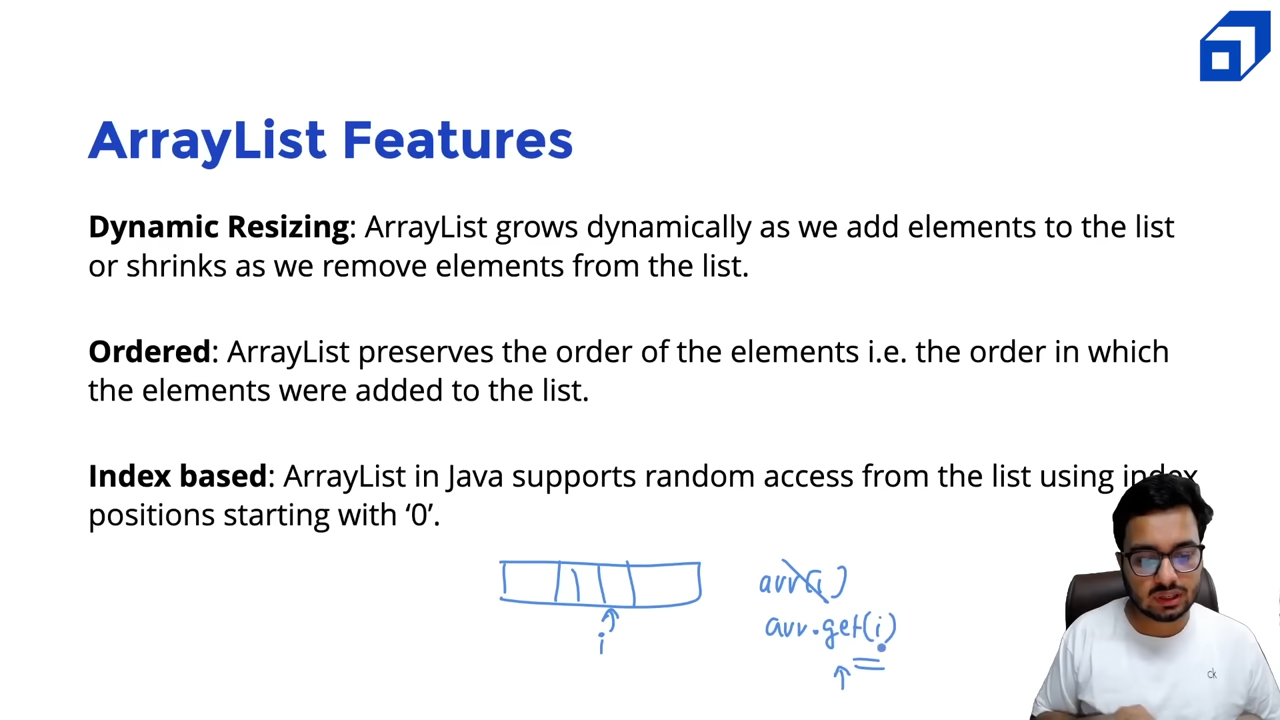 ArrayList Features
Dynamic Resizing: ArrayList grows dynamically as we add elements to the list
or shrinks as we remove elements from the list.
Ordered: ArrayList preserves the order of the elements i.e. the order in which
the elements were added to the list.
Index based: ArrayList in Java supports random access from the list using index
positions starting with ‘0’.
arr(i)
arr.get(i)
i
ck